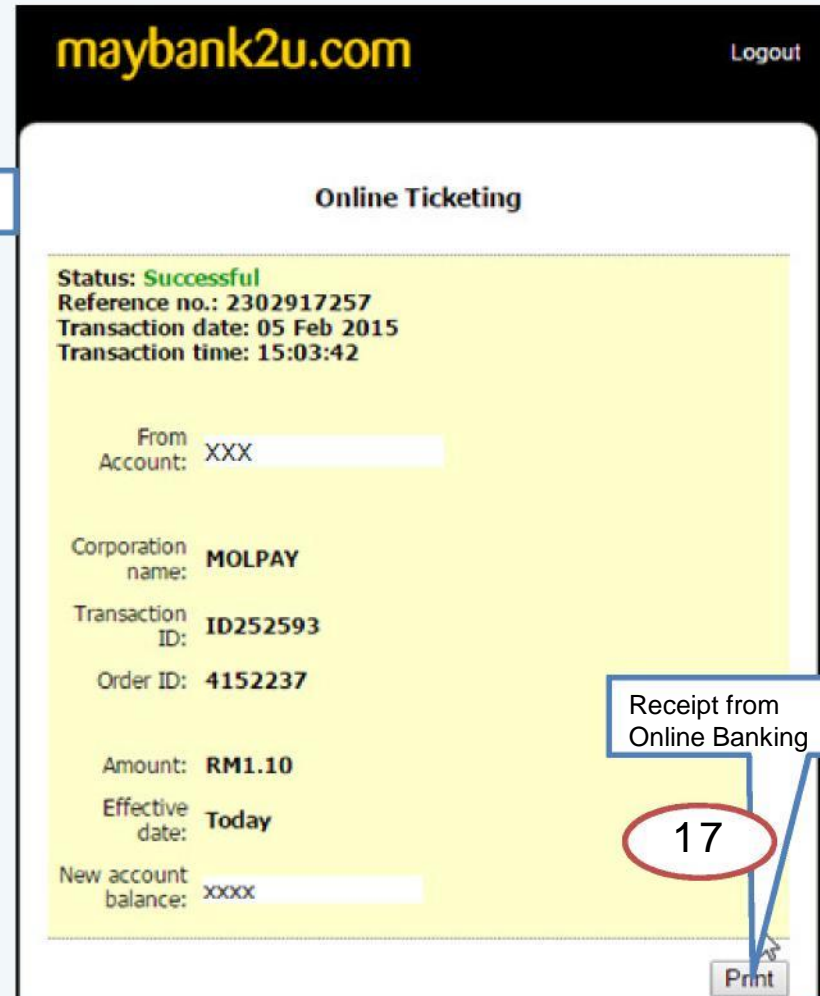 maybank2u.com
Logout
Online Ticketing
Status: Successful
Reference no.: 2302917257
Transaction date: 05 Feb 2015
Transaction time: 15:03:42
From
Account: XXX
Corporation
name: MOLPAY
Transaction
ID: ID252593
Order ID: 4152237
Receipt from
Online Banking
Amount: RM1.10
Effective
date: Today
17
New account
balance: xxxx
Print